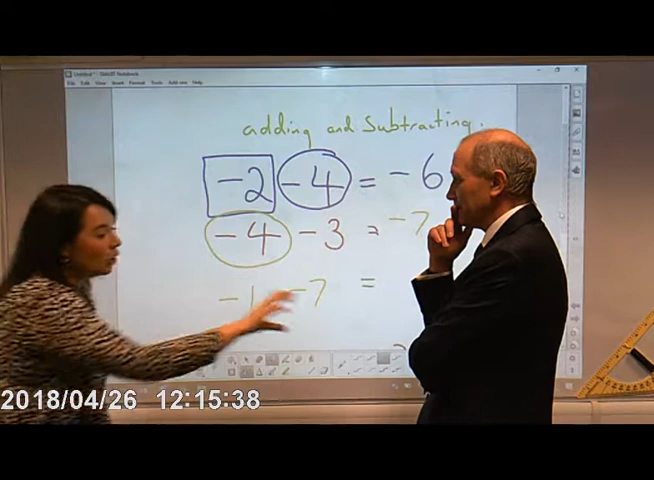 adding and Subtracting.
-2 -4 = -6
-4 -3 = -7
-1 -7 =
2018/04/26 12:15:38